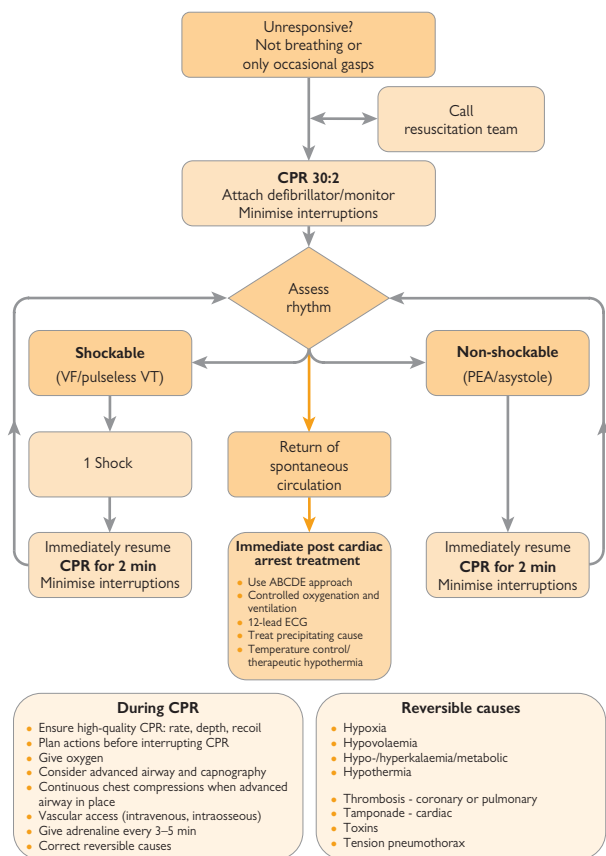 Unresponsive?
Not breathing or
only occasional gasps
Call
resuscitation team
CPR 30:2
Attach defibrillator/monitor
Minimise interruptions
Assess
rhythm
Shockable
(VF/pulseless VT)
Non-shockable
(PEA/asystole)
1 Shock
Return of
spontaneous
circulation
Immediately resume
CPR for 2 min
Minimise interruptions
Immediate post cardiac
arrest treatment
• Use ABCDE approach
• Controlled oxygenation and
ventilation
• 12-lead ECG
• Treat precipitating cause
• Temperature control/
therapeutic hypothermia
Immediately resume
CPR for 2 min
Minimise interruptions
During CPR
• Ensure high-quality CPR: rate, depth, recoil
• Plan actions before interrupting CPR
• Give oxygen
• Consider advanced airway and capnography
• Continuous chest compressions when advanced
airway in place
• Vascular access (intravenous, intraosseous)
• Give adrenaline every 3–5 min
• Correct reversible causes
Reversible causes
• Hypoxia
• Hypovolaemia
• Hypo-/hyperkalaemia/metabolic
• Hypothermia
• Thrombosis - coronary or pulmonary
• Tamponade - cardiac
• Toxins
• Tension pneumothorax